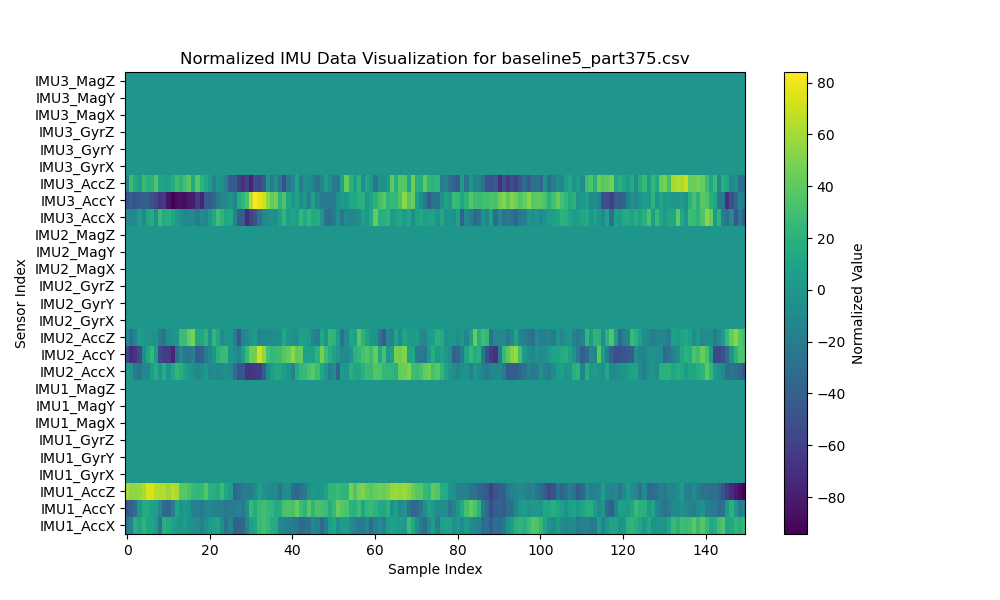 Normalized IMU Data Visualization for baseline5_part375.csv
IMU3_MagZ
IMU3_MagY
IMU3_MagX
IMU3_GyrZ
IMU3_GyrY
IMU3_GyrX
IMU3_AccZ
IMU3_AccY
IMU3_AccX
IMU2_MagZ
IMU2_MagY
IMU2_MagX
IMU2_GyrZ
IMU2_GyrY
IMU2_GyrX
IMU2_AccZ
IMU2_AccY
IMU2_AccX
IMU1_MagZ
IMU1_MagY
IMU1_MagX
IMU1_GyrZ
IMU1_GyrY
IMU1_GyrX
IMU1_AccZ
IMU1_AccY
IMU1_AccX
Sensor Index
0 20 40 60 80 100 120 140
Sample Index
80
60
40
20
0
−20
−40
−60
−80
Normalized Value